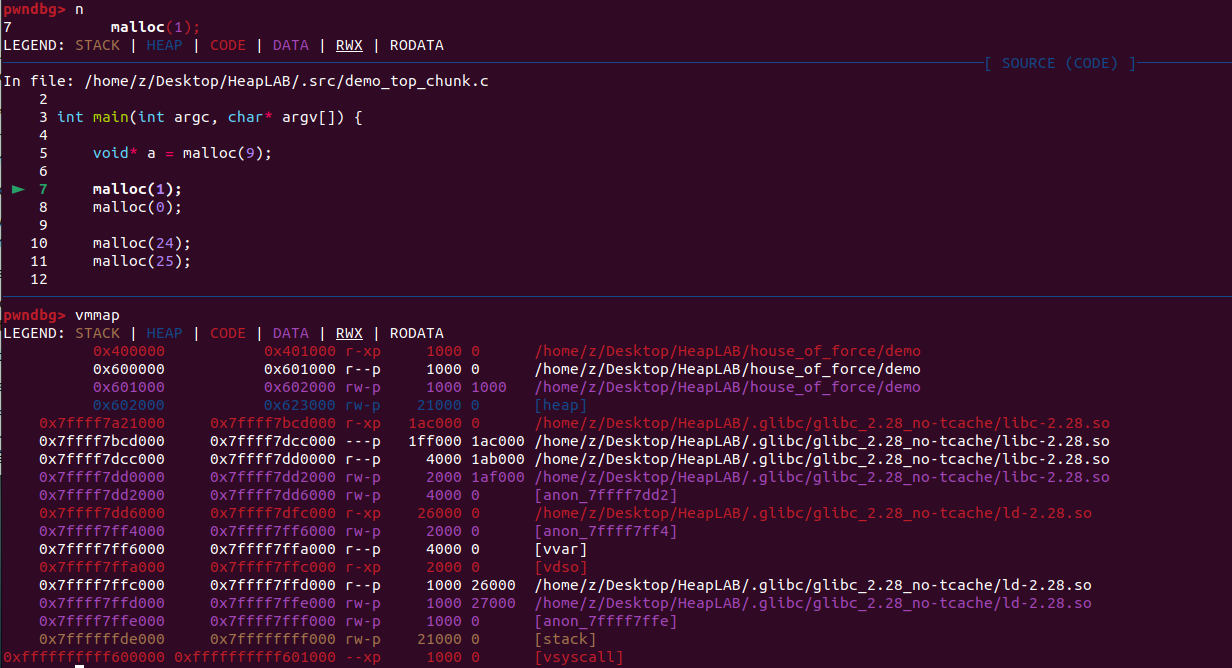 pwndbg> n
7           malloc(1);
LEGEND: STACK | HEAP | CODE | DATA | RWX | RODATA
[ SOURCE (CODE) ]
In file: /home/z/Desktop/HeapLAB/.src/demo_top_chunk.c
    2
    3 int main(int argc, char* argv[]) {
    4
    5     void* a = malloc(9);
    6
 ►  7     malloc(1);
    8     malloc(0);
    9
   10     malloc(24);
   11     malloc(25);
   12
pwndbg> vmmap
LEGEND: STACK | HEAP | CODE | DATA | RWX | RODATA
          0x400000           0x401000 r-xp     1000 0      /home/z/Desktop/HeapLAB/house_of_force/demo
          0x600000           0x601000 r--p     1000 0      /home/z/Desktop/HeapLAB/house_of_force/demo
          0x601000           0x602000 rw-p     1000 1000   /home/z/Desktop/HeapLAB/house_of_force/demo
          0x602000           0x623000 rw-p    21000 0      [heap]
    0x7ffff7a21000     0x7ffff7bcd000 r-xp   1ac000 0      /home/z/Desktop/HeapLAB/.glibc/glibc_2.28_no-tcache/libc-2.28.so
    0x7ffff7bcd000     0x7ffff7dcc000 ---p   1ff000 1ac000 /home/z/Desktop/HeapLAB/.glibc/glibc_2.28_no-tcache/libc-2.28.so
    0x7ffff7dcc000     0x7ffff7dd0000 r--p     4000 1ab000 /home/z/Desktop/HeapLAB/.glibc/glibc_2.28_no-tcache/libc-2.28.so
    0x7ffff7dd0000     0x7ffff7dd2000 rw-p     2000 1af000 /home/z/Desktop/HeapLAB/.glibc/glibc_2.28_no-tcache/libc-2.28.so
    0x7ffff7dd2000     0x7ffff7dd6000 rw-p     4000 0      [anon_7ffff7dd2]
    0x7ffff7dd6000     0x7ffff7dfc000 r-xp    26000 0      /home/z/Desktop/HeapLAB/.glibc/glibc_2.28_no-tcache/ld-2.28.so
    0x7ffff7ff4000     0x7ffff7ff6000 rw-p     2000 0      [anon_7ffff7ff4]
    0x7ffff7ff6000     0x7ffff7ffa000 r--p     4000 0      [vvar]
    0x7ffff7ffa000     0x7ffff7ffc000 r-xp     2000 0      [vdso]
    0x7ffff7ffc000     0x7ffff7ffd000 r--p     1000 26000  /home/z/Desktop/HeapLAB/.glibc/glibc_2.28_no-tcache/ld-2.28.so
    0x7ffff7ffd000     0x7ffff7ffe000 rw-p     1000 27000  /home/z/Desktop/HeapLAB/.glibc/glibc_2.28_no-tcache/ld-2.28.so
    0x7ffff7ffe000     0x7ffff7fff000 rw-p     1000 0      [anon_7ffff7ffe]
    0x7ffffffde000     0x7ffffffff000 rw-p    21000 0      [stack]
0xffffffffff600000 0xffffffffff601000 --xp     1000 0      [vsyscall]